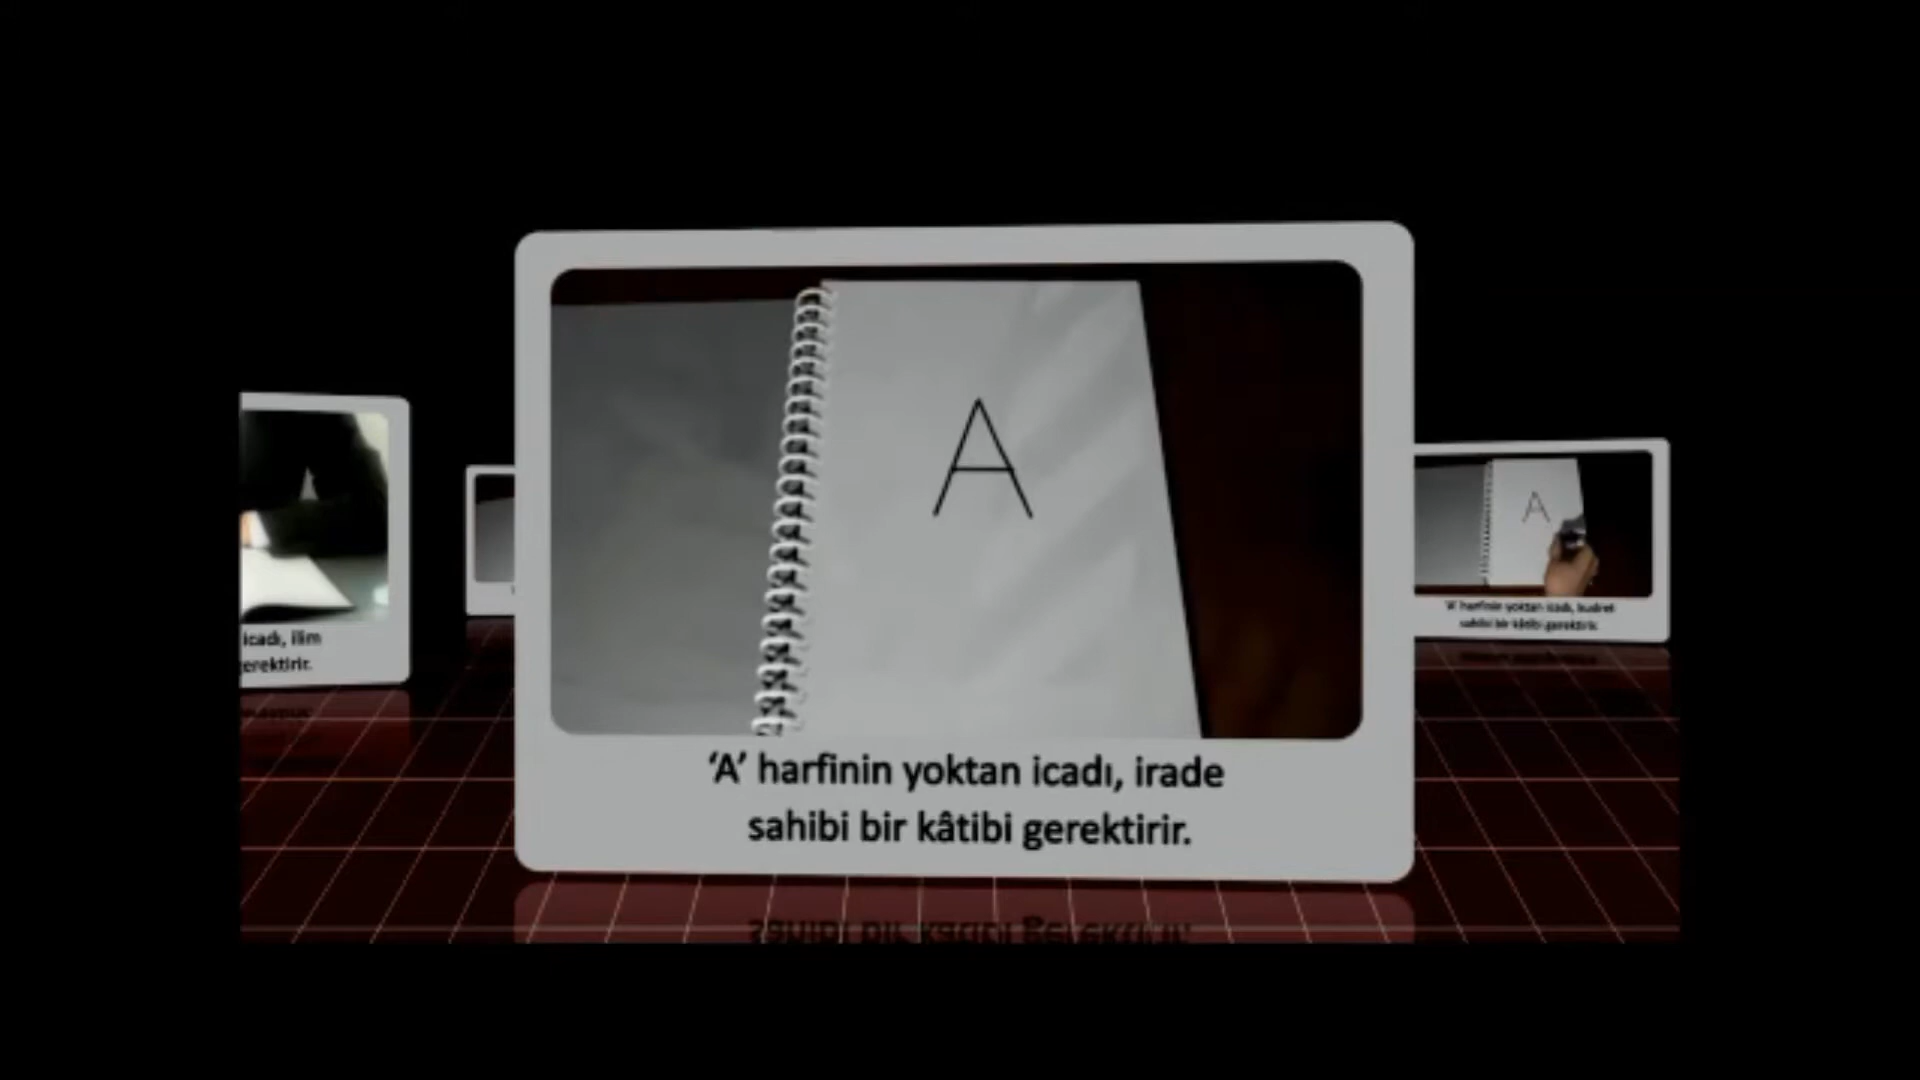 A
'A' harfinin yoktan icadı, irade
sahibi bir kâtibi gerektirir.
icadı, ilim
gerektirir.
A
'A' harfinin yoktan icadı, kudret
sahibi bir kâtibi gerektirir.